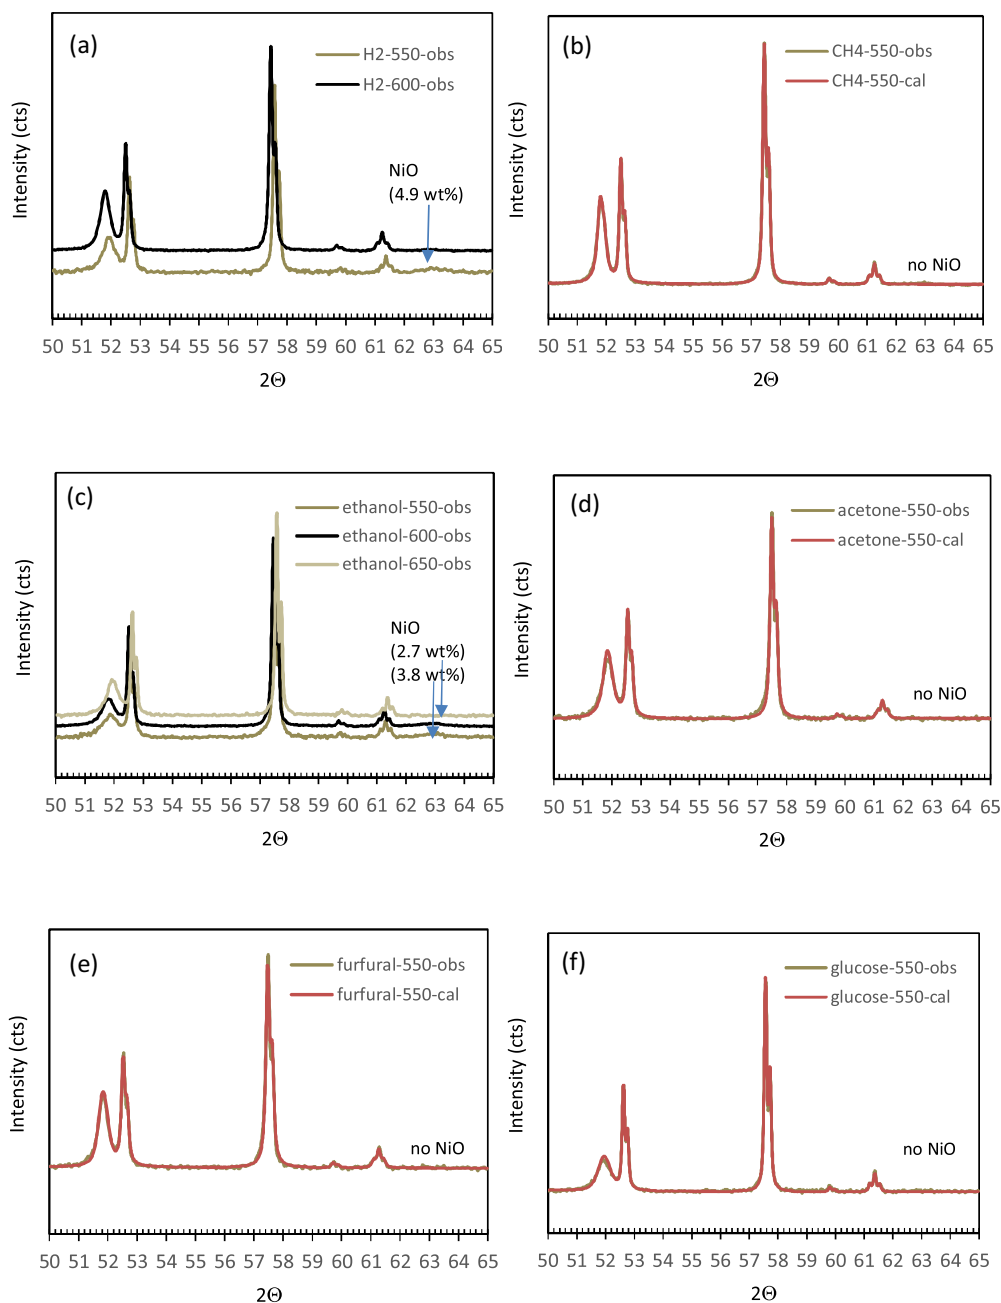 (a)
H2-550-obs
H2-600-obs
NiO
(4.9 wt%)
Intensity (cts)
50 51 52 53 54 55 56 57 58 59 60 61 62 63 64 65
2Θ
(b)
CH4-550-obs
CH4-550-cal
no NiO
Intensity (cts)
50 51 52 53 54 55 56 57 58 59 60 61 62 63 64 65
2Θ
(c)
ethanol-550-obs
ethanol-600-obs
ethanol-650-obs
NiO
(2.7 wt%)
(3.8 wt%)
Intensity (cts)
50 51 52 53 54 55 56 57 58 59 60 61 62 63 64 65
2Θ
(d)
acetone-550-obs
acetone-550-cal
no NiO
Intensity (cts)
50 51 52 53 54 55 56 57 58 59 60 61 62 63 64 65
2Θ
(e)
furfural-550-obs
furfural-550-cal
no NiO
Intensity (cts)
50 51 52 53 54 55 56 57 58 59 60 61 62 63 64 65
2Θ
(f)
glucose-550-obs
glucose-550-cal
no NiO
Intensity (cts)
50 51 52 53 54 55 56 57 58 59 60 61 62 63 64 65
2Θ